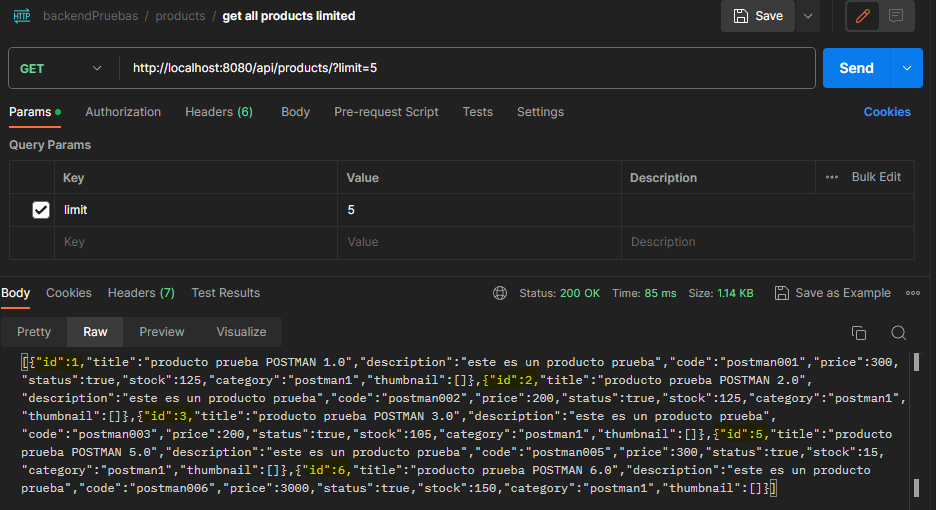 HTTP backendPruebas / products / get all products limited Save
GET http://localhost:8080/api/products/?limit=5 Send
Params Authorization Headers (6) Body Pre-request Script Tests Settings Cookies
Query Params
Key Value Description ••• Bulk Edit
limit 5
Key Value Description
Body Cookies Headers (7) Test Results Status: 200 OK Time: 85 ms Size: 1.14 KB Save as Example
Pretty Raw Preview Visualize
[{"id":1,"title":"producto prueba POSTMAN 1.0","description":"este es un producto prueba","code":"postman001","price":300,
"status":true,"stock":125,"category":"postman1","thumbnail":[]},{"id":2,"title":"producto prueba POSTMAN 2.0",
"description":"este es un producto prueba","code":"postman002","price":200,"status":true,"stock":125,"category":"postman1",
"thumbnail":[]},{"id":3,"title":"producto prueba POSTMAN 3.0","description":"este es un producto prueba",
"code":"postman003","price":200,"status":true,"stock":105,"category":"postman1","thumbnail":[]},{"id":5,"title":"producto
prueba POSTMAN 5.0","description":"este es un producto prueba","code":"postman005","price":300,"status":true,"stock":15,
"category":"postman1","thumbnail":[]},{"id":6,"title":"producto prueba POSTMAN 6.0","description":"este es un producto
prueba","code":"postman006","price":3000,"status":true,"stock":150,"category":"postman1","thumbnail":[]}]